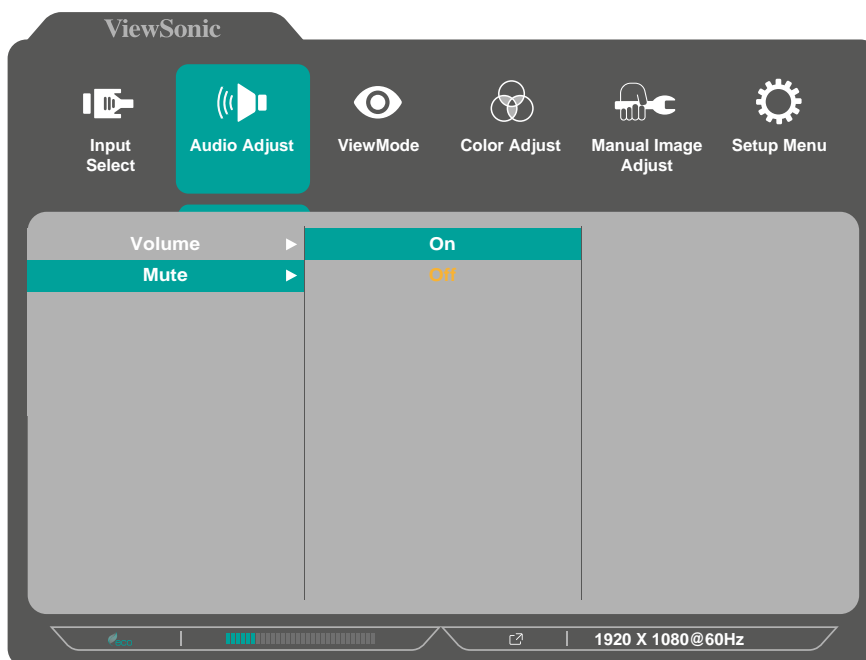 ViewSonic
Input
Select
Audio Adjust
ViewMode
Color Adjust
Manual Image
Adjust
Setup Menu
Volume
On
Mute
Off
eco
1920 X 1080@60Hz